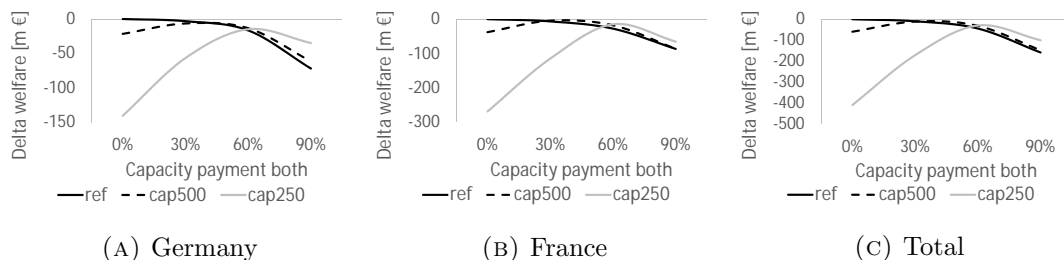 Delta welfare [m €]
0
-50
-100
-150
0% 30% 60% 90%
Capacity payment both
ref cap500 cap250
(A) Germany
Delta welfare [m €]
0
-100
-200
-300
0% 30% 60% 90%
Capacity payment both
ref cap500 cap250
(B) France
Delta welfare [m €]
0
-100
-200
-300
-400
-500
0% 30% 60% 90%
Capacity payment both
ref cap500 cap250
(C) Total